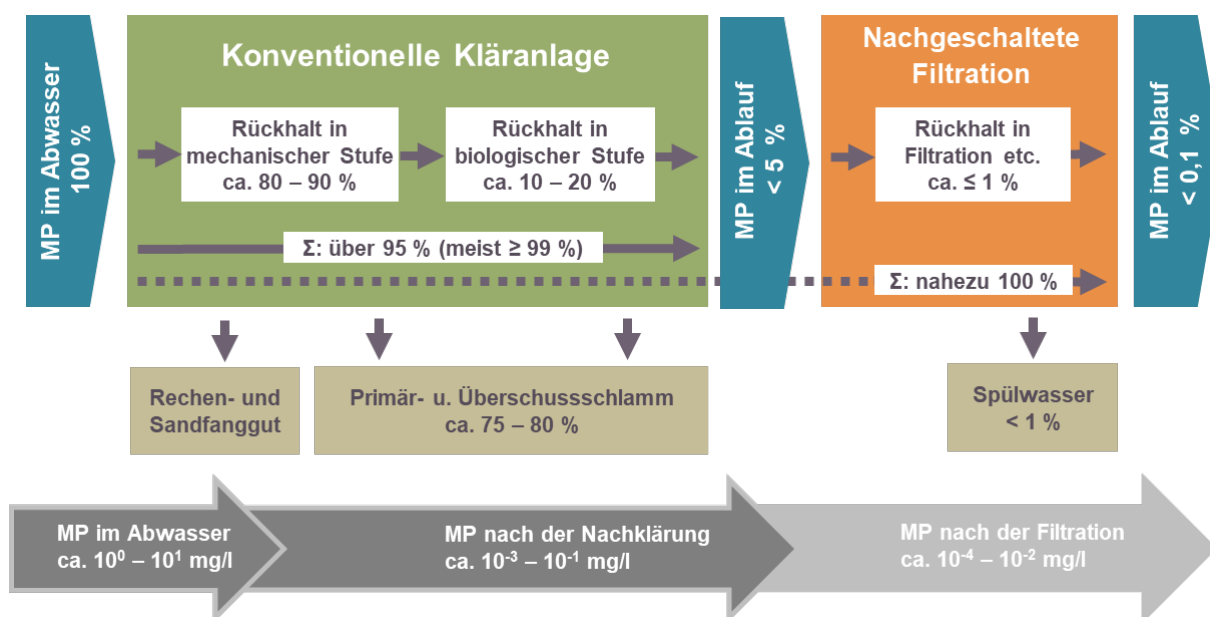 MP im Abwasser
100 %
Konventionelle Kläranlage
Rückhalt in
mechanischer Stufe
ca. 80 – 90 %
Rückhalt in
biologischer Stufe
ca. 10 – 20 %
Σ: über 95 % (meist ≥ 99 %)
MP im Ablauf
< 5 %
Nachgeschaltete
Filtration
Rückhalt in
Filtration etc.
ca. ≤ 1 %
Σ: nahezu 100 %
MP im Ablauf
< 0,1 %
Rechen- und
Sandfanggut
Primär- u. Überschussschlamm
ca. 75 – 80 %
Spülwasser
< 1 %
MP im Abwasser
ca. 10⁰ – 10¹ mg/l
MP nach der Nachklärung
ca. 10⁻³ – 10⁻¹ mg/l
MP nach der Filtration
ca. 10⁻⁴ – 10⁻² mg/l